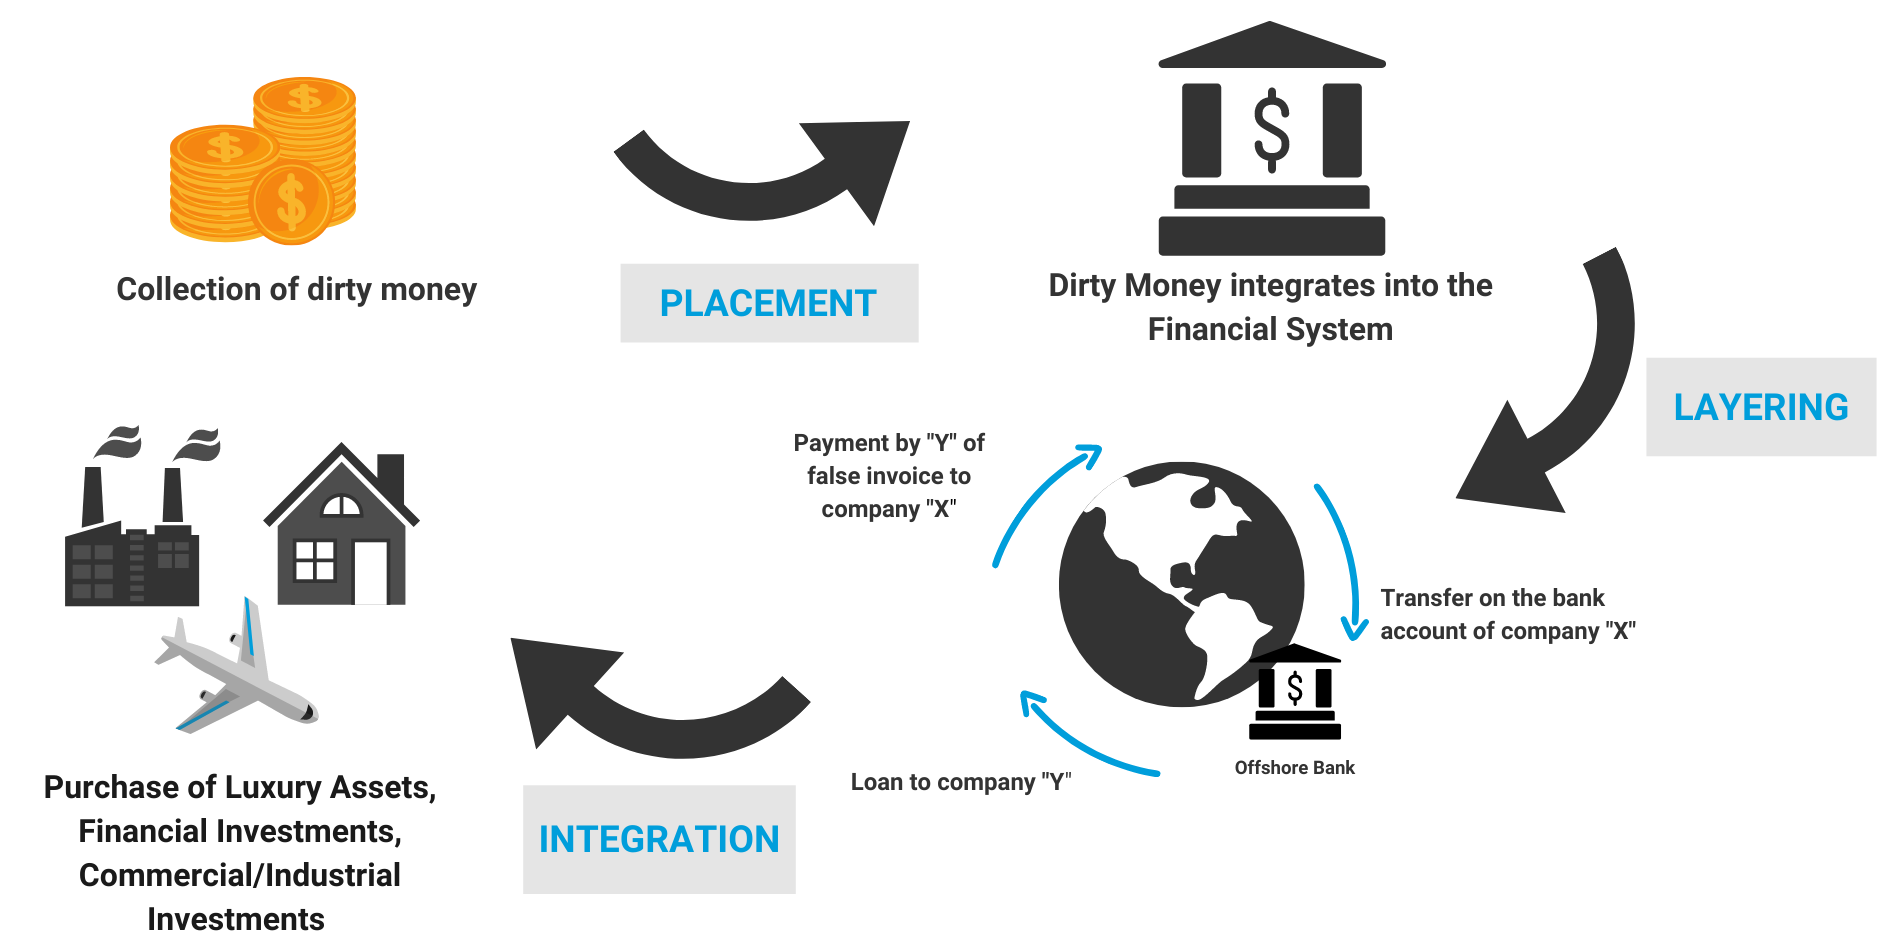 Collection of dirty money
PLACEMENT
Dirty Money integrates into the
Financial System
LAYERING
Payment by "Y" of
false invoice to
company "X"
Transfer on the bank
account of company "X"
Offshore Bank
Loan to company "Y"
INTEGRATION
Purchase of Luxury Assets,
Financial Investments,
Commercial/Industrial
Investments